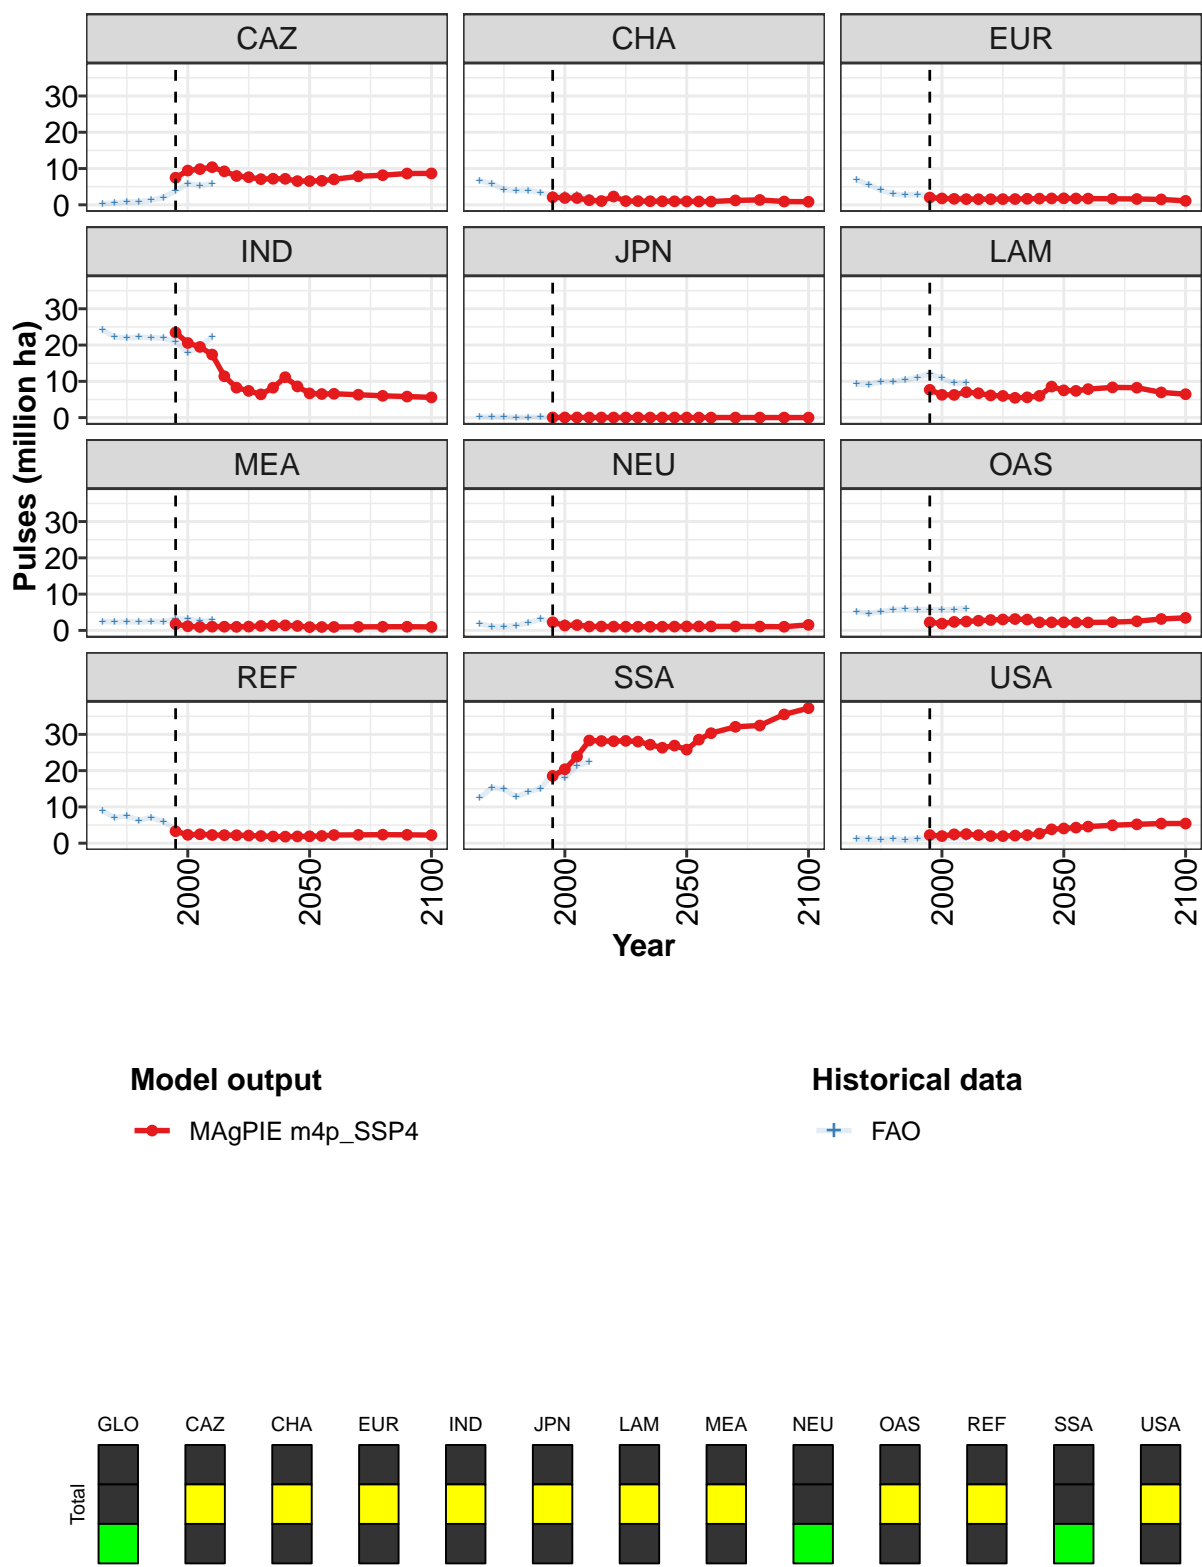 CAZ CHA EUR
30
20
10
0
IND JPN LAM
30
20
10
0
MEA NEU OAS
30
20
10
0
REF SSA USA
30
20
10
0
Pulses (million ha)
2000 2050 2100 2000 2050 2100 2000 2050 2100
Year
Model output Historical data
MAgPIE m4p_SSP4 FAO
GLO CAZ CHA EUR IND JPN LAM MEA NEU OAS REF SSA USA
Total